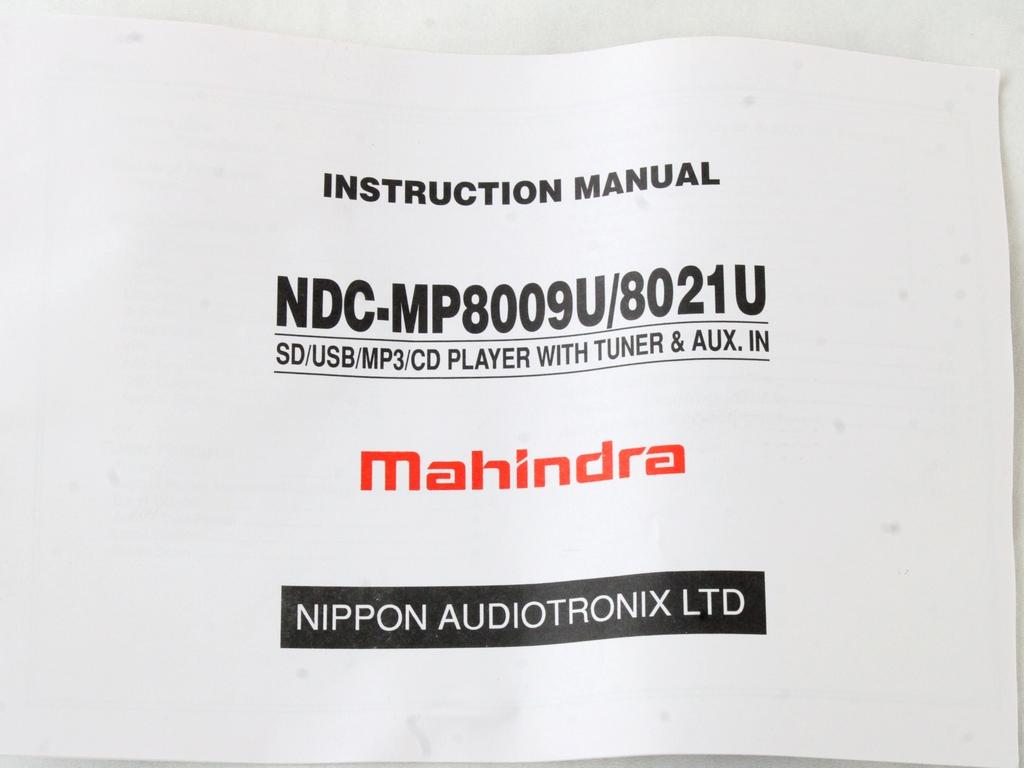 INSTRUCTION MANUAL
NDC-MP8009U/8021U
SD/USB/MP3/CD PLAYER WITH TUNER & AUX. IN
Mahindra
NIPPON AUDIOTRONIX LTD